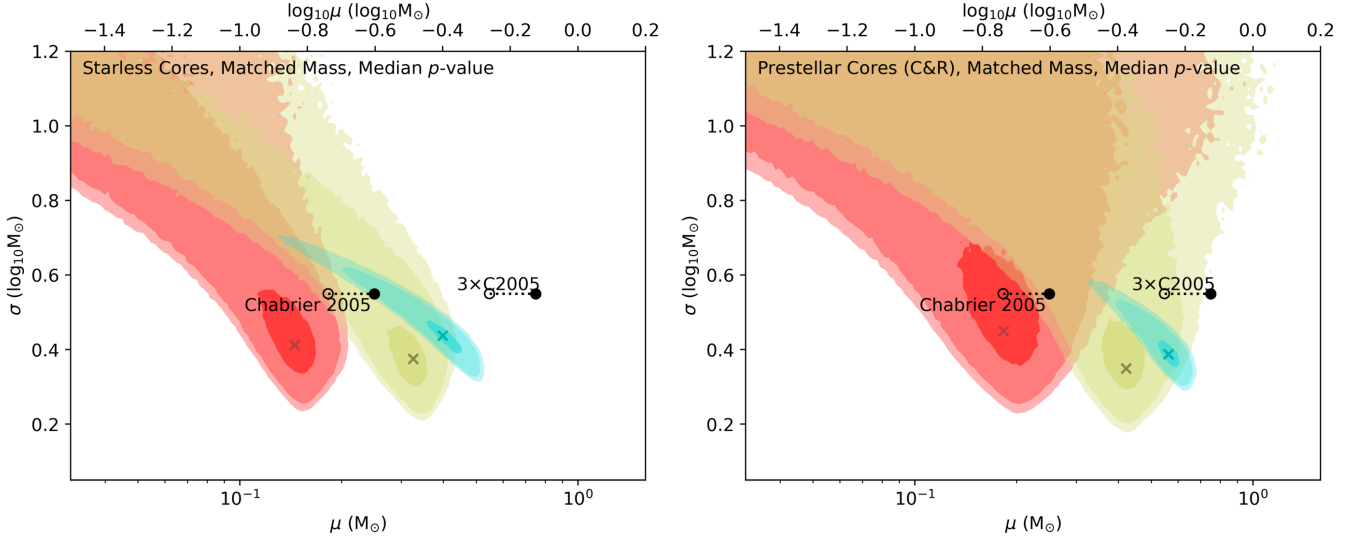 log₁₀μ (log₁₀M☉)
−1.4 −1.2 −1.0 −0.8 −0.6 −0.4 −0.2 0.0 0.2
Starless Cores, Matched Mass, Median p-value
1.2
1.0
0.8
0.6
0.4
0.2
σ (log₁₀M☉)
3×C2005
Chabrier 2005
10⁻¹ 10⁰
μ (M☉)
log₁₀μ (log₁₀M☉)
−1.4 −1.2 −1.0 −0.8 −0.6 −0.4 −0.2 0.0 0.2
Prestellar Cores (C&R), Matched Mass, Median p-value
1.2
1.0
0.8
0.6
0.4
0.2
σ (log₁₀M☉)
3×C2005
Chabrier 2005
10⁻¹ 10⁰
μ (M☉)